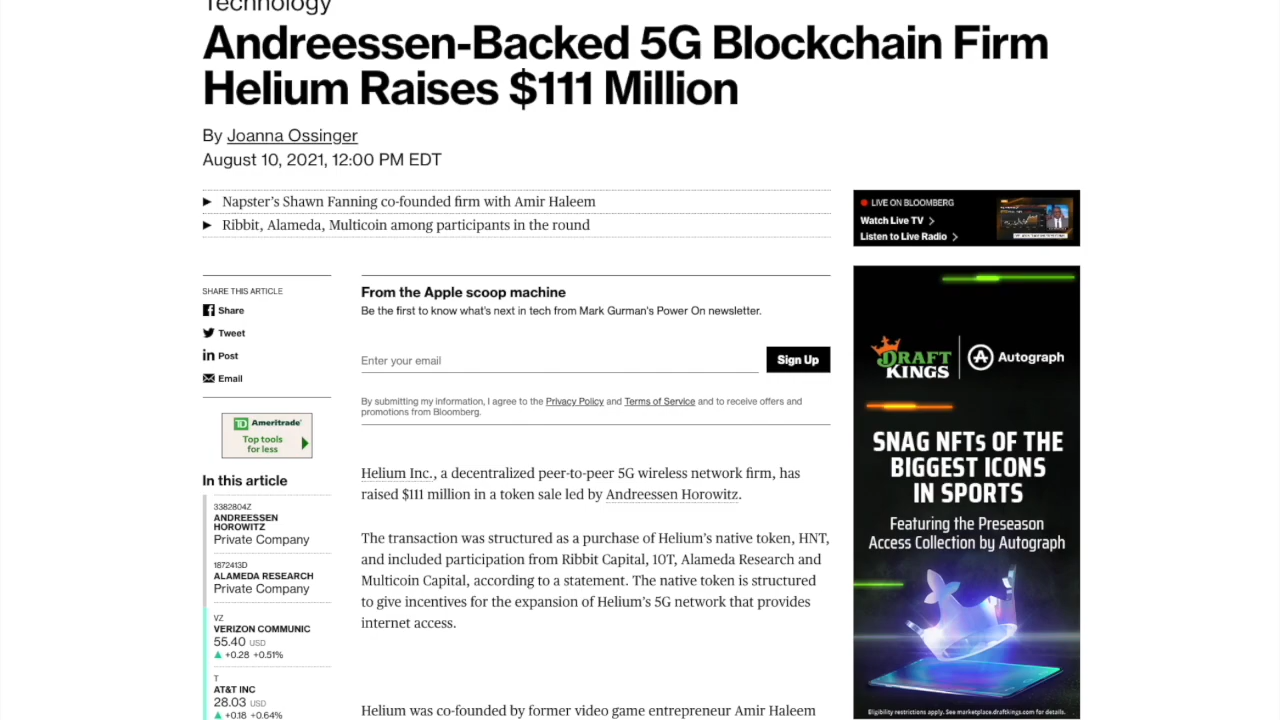 Technology
Andreessen-Backed 5G Blockchain Firm
Helium Raises $111 Million
By Joanna Ossinger
August 10, 2021, 12:00 PM EDT
► Napster's Shawn Fanning co-founded firm with Amir Haleem
► Ribbit, Alameda, Multicoin among participants in the round
LIVE ON BLOOMBERG
Watch Live TV >
Listen to Live Radio >
SHARE THIS ARTICLE
Share
Tweet
Post
Email
TD Ameritrade
Top tools
for less
In this article
3382804Z
ANDREESSEN
HOROWITZ
Private Company
1872413D
ALAMEDA RESEARCH
Private Company
VZ
VERIZON COMMUNIC
55.40 USD
▲ +0.28 +0.51%
T
AT&T INC
28.03 USD
▲ +0.18 +0.64%
From the Apple scoop machine
Be the first to know what's next in tech from Mark Gurman's Power On newsletter.
Enter your email
Sign Up
By submitting my information, I agree to the Privacy Policy and Terms of Service and to receive offers and
promotions from Bloomberg.
Helium Inc., a decentralized peer-to-peer 5G wireless network firm, has
raised $111 million in a token sale led by Andreessen Horowitz.
The transaction was structured as a purchase of Helium's native token, HNT,
and included participation from Ribbit Capital, 10T, Alameda Research and
Multicoin Capital, according to a statement. The native token is structured
to give incentives for the expansion of Helium's 5G network that provides
internet access.
Helium was co-founded by former video game entrepreneur Amir Haleem
DRAFT
KINGS
Autograph
SNAG NFTs OF THE
BIGGEST ICONS
IN SPORTS
Featuring the Preseason
Access Collection by Autograph
Eligibility restrictions apply. See marketplace.draftkings.com for details.